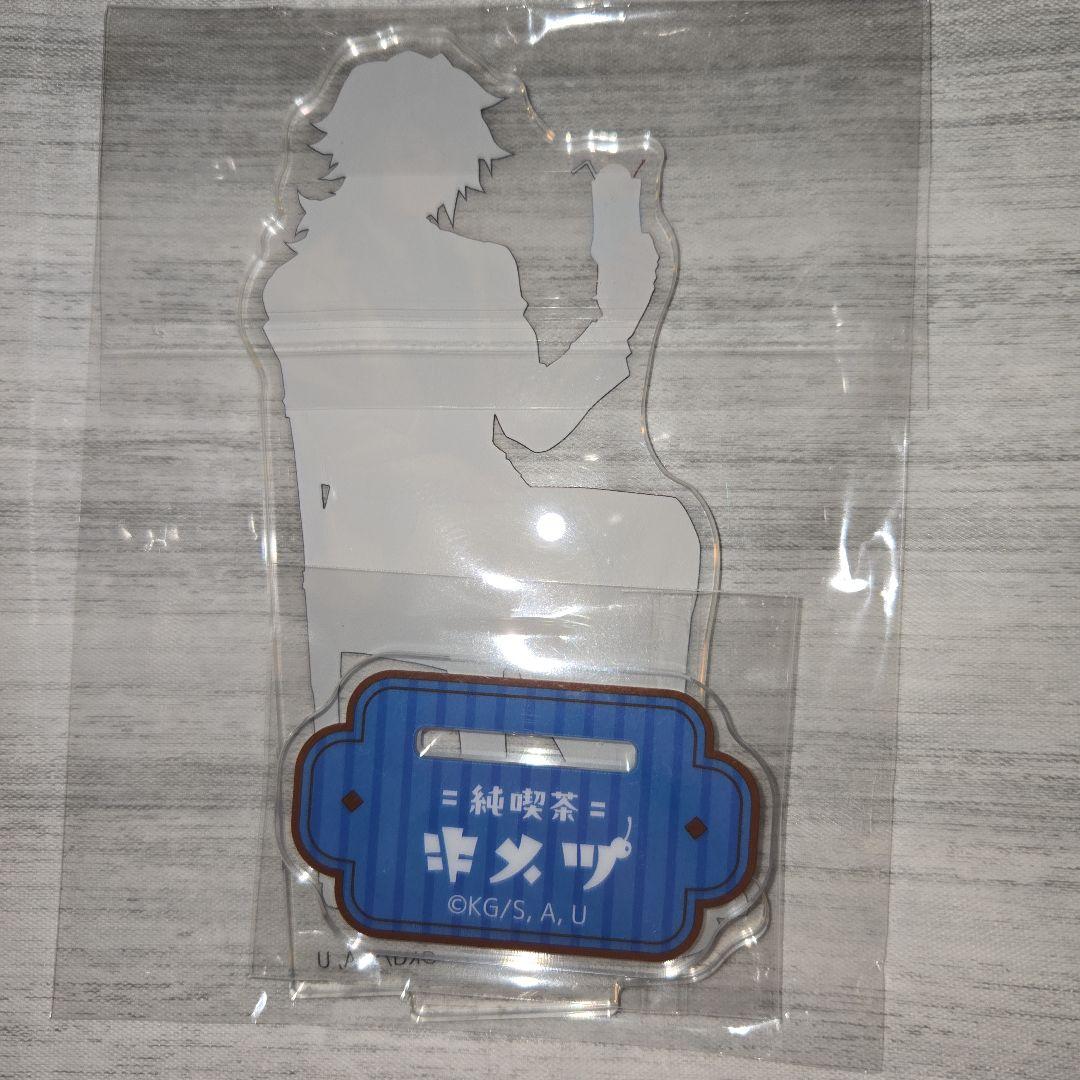 = 純喫茶 =
キメツ
©KG/S, A, U